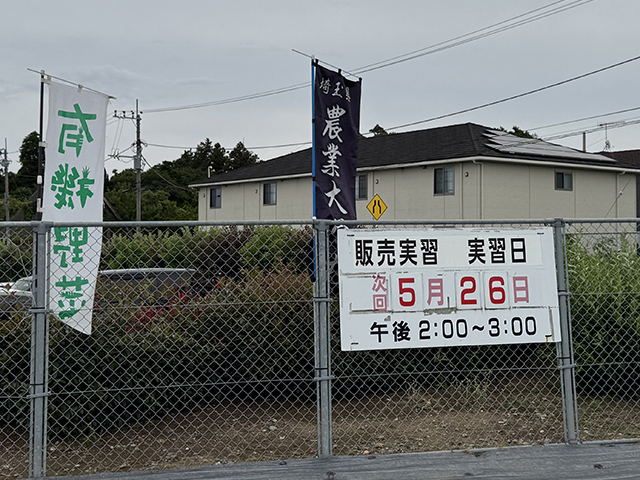 有機野菜
埼玉県
農業大
販売実習 実習日
次回 5月26日
午後2:00～3:00